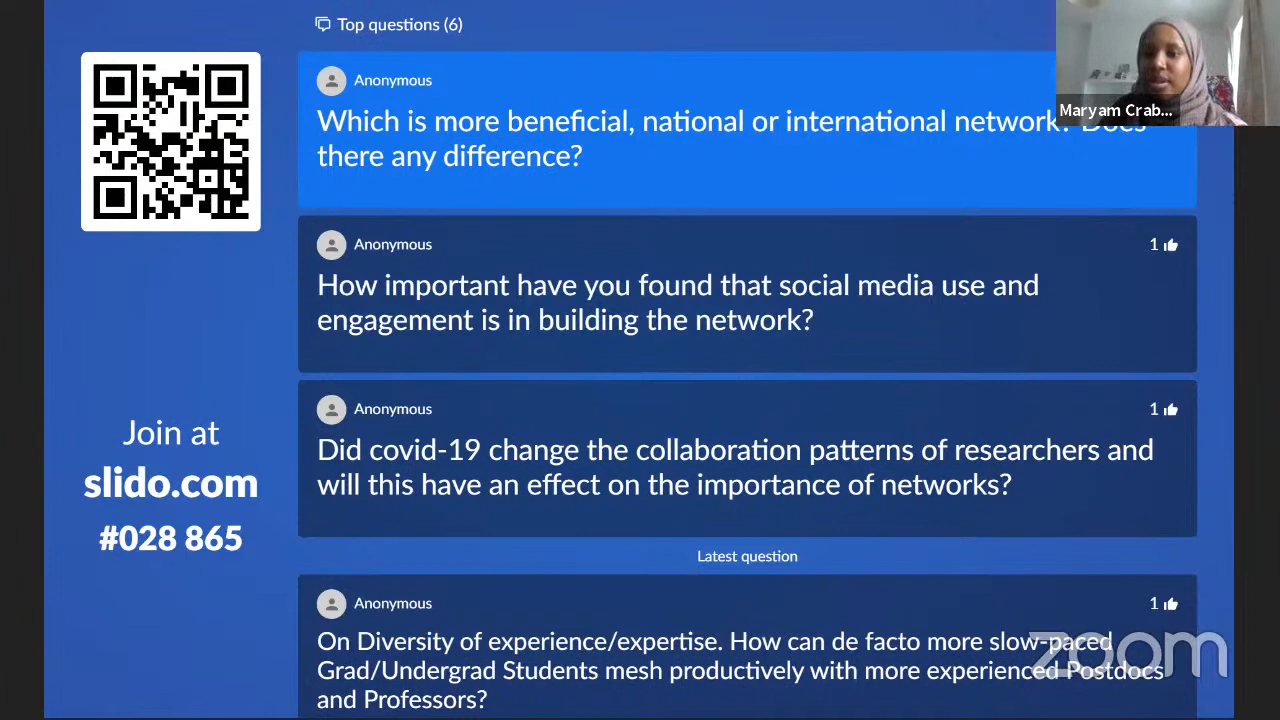 Top questions (6)
Anonymous
Which is more beneficial, national or international network? Does
there any difference?
Maryam Crab...
Anonymous
1
How important have you found that social media use and
engagement is in building the network?
Anonymous
1
Did covid-19 change the collaboration patterns of researchers and
will this have an effect on the importance of networks?
Join at
slido.com
#028 865
Latest question
Anonymous
1
On Diversity of experience/expertise. How can de facto more slow-paced
Grad/Undergrad Students mesh productively with more experienced Postdocs
and Professors?
zoom